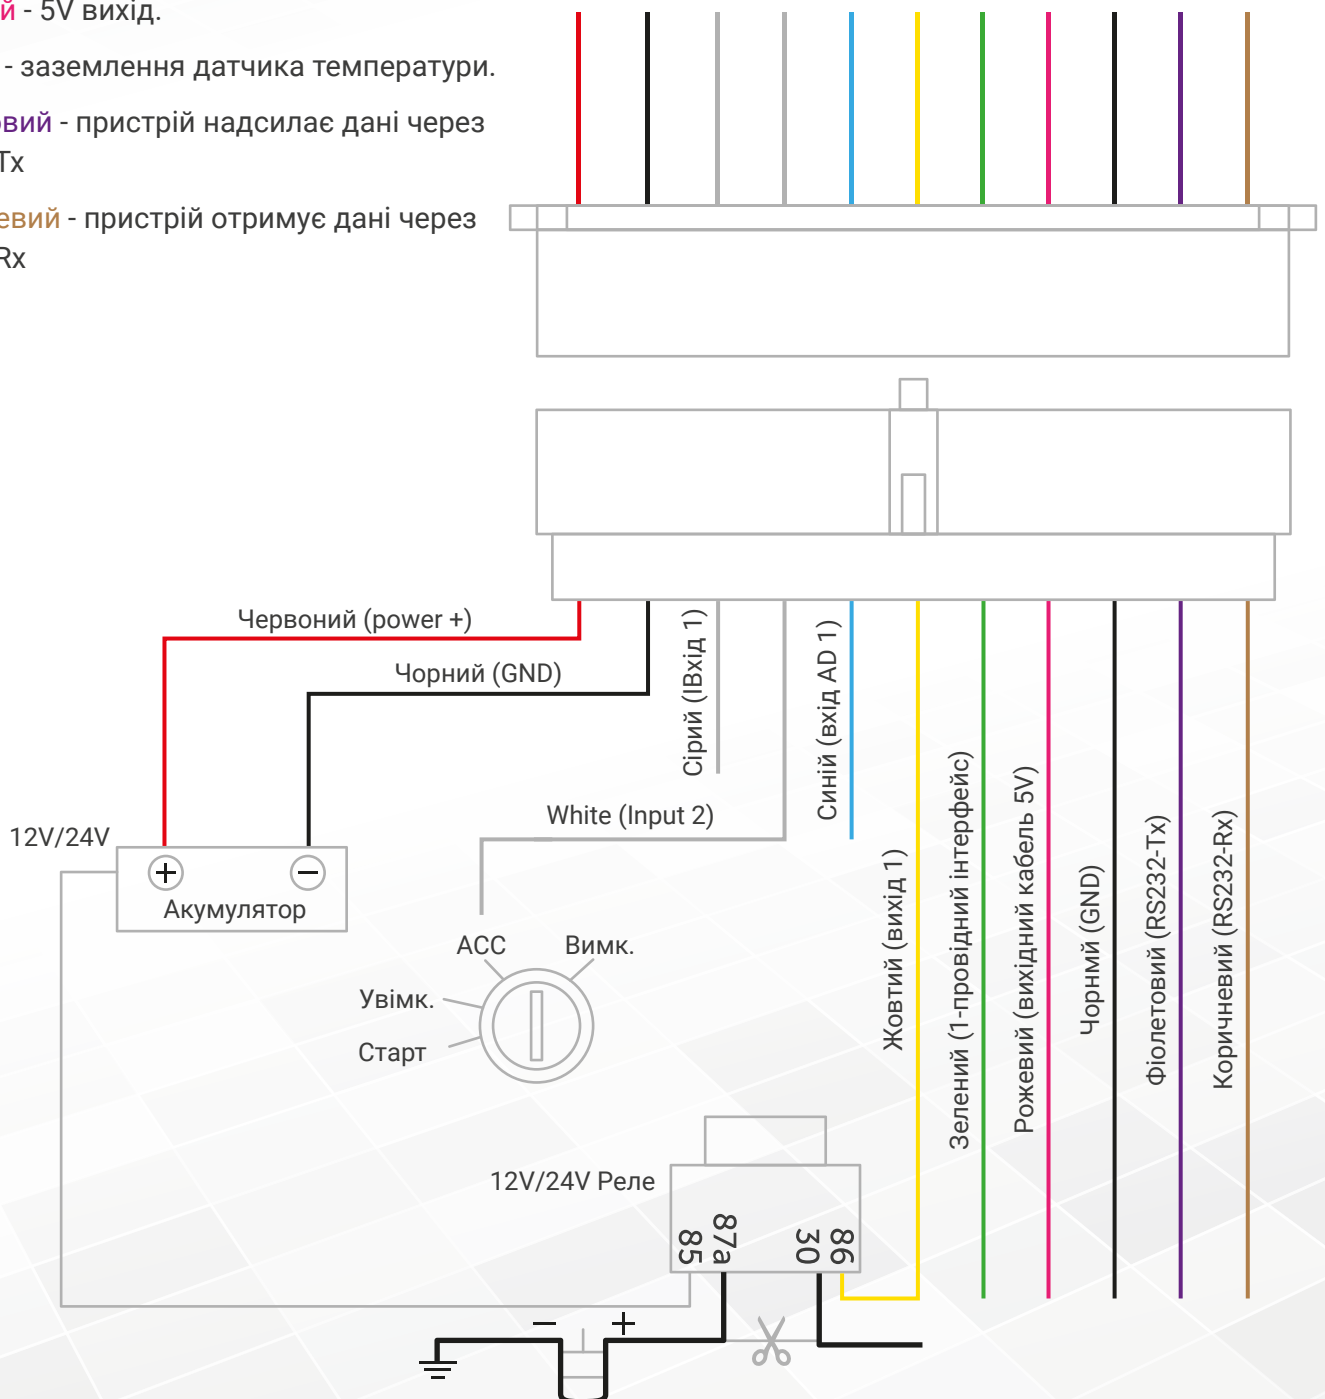 й - 5V вихід.
- заземлення датчика температури.
овий - пристрій надсилає дані через
Tx
евий - пристрій отримує дані через
Rx
Червоний (power +)
Чорний (GND)
Сірий (ІВхід 1)
White (Input 2)
Синій (вхід AD 1)
Жовтий (вихід 1)
Зелений (1-провідний інтерфейс)
Рожевий (вихідний кабель 5V)
Чорнмй (GND)
Фіолетовий (RS232-Tx)
Коричневий (RS232-Rx)
12V/24V
+
−
Акумулятор
ACC
Вимк.
Увімк.
Старт
12V/24V Реле
85
87a
30
86
−
+